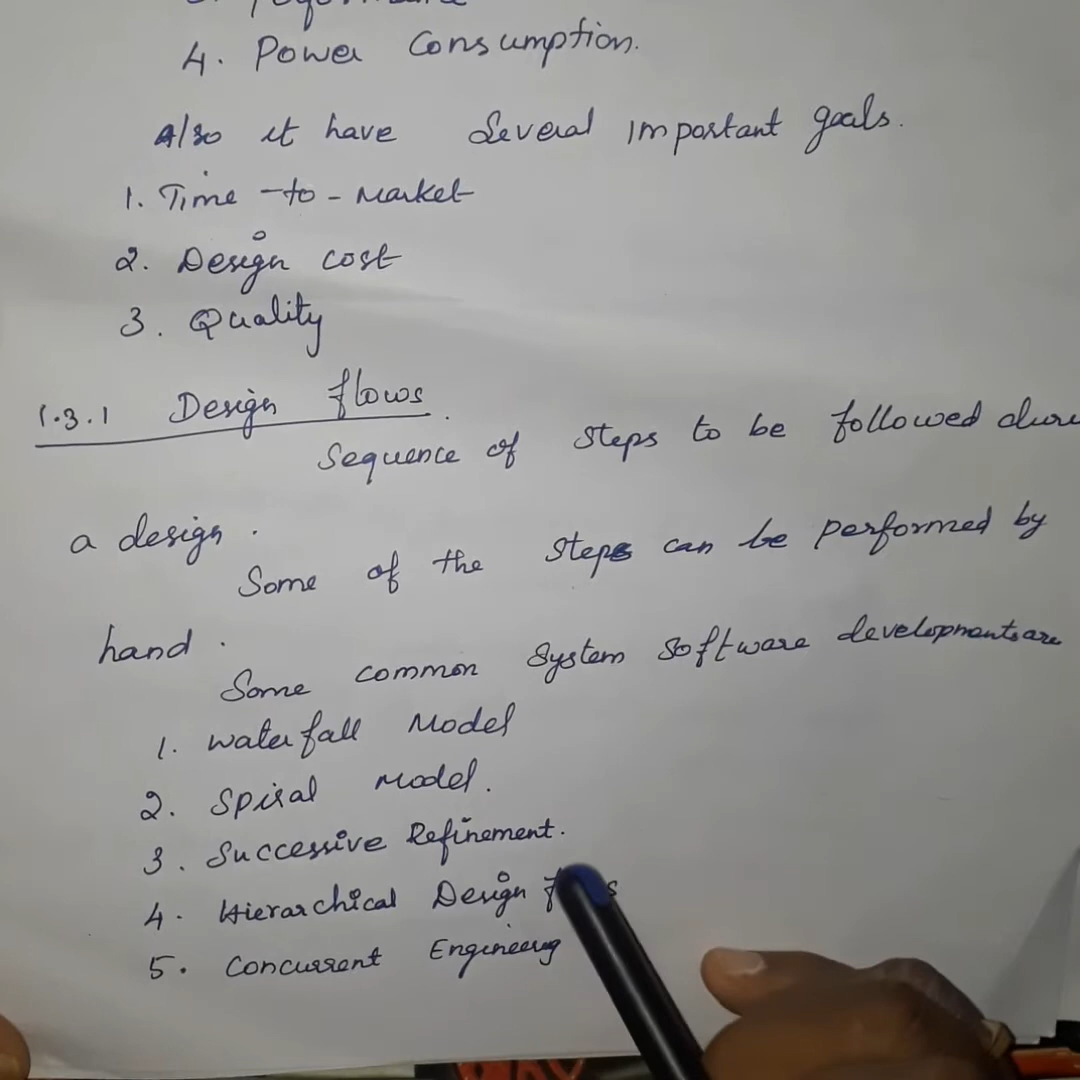 4. Power Consumption.
Also it have Several Important goals.
1. Time-to-Market
2. Design cost
3. Quality
1.3.1 Design flows.
Sequence of steps to be followed
a design.
Some of the steps can be performed by
hand.
Some common System Software developments are
1. Waterfall Model
2. Spiral Model.
3. Successive Refinement.
4. Hierarchical Design
5. Concurrent Engineering